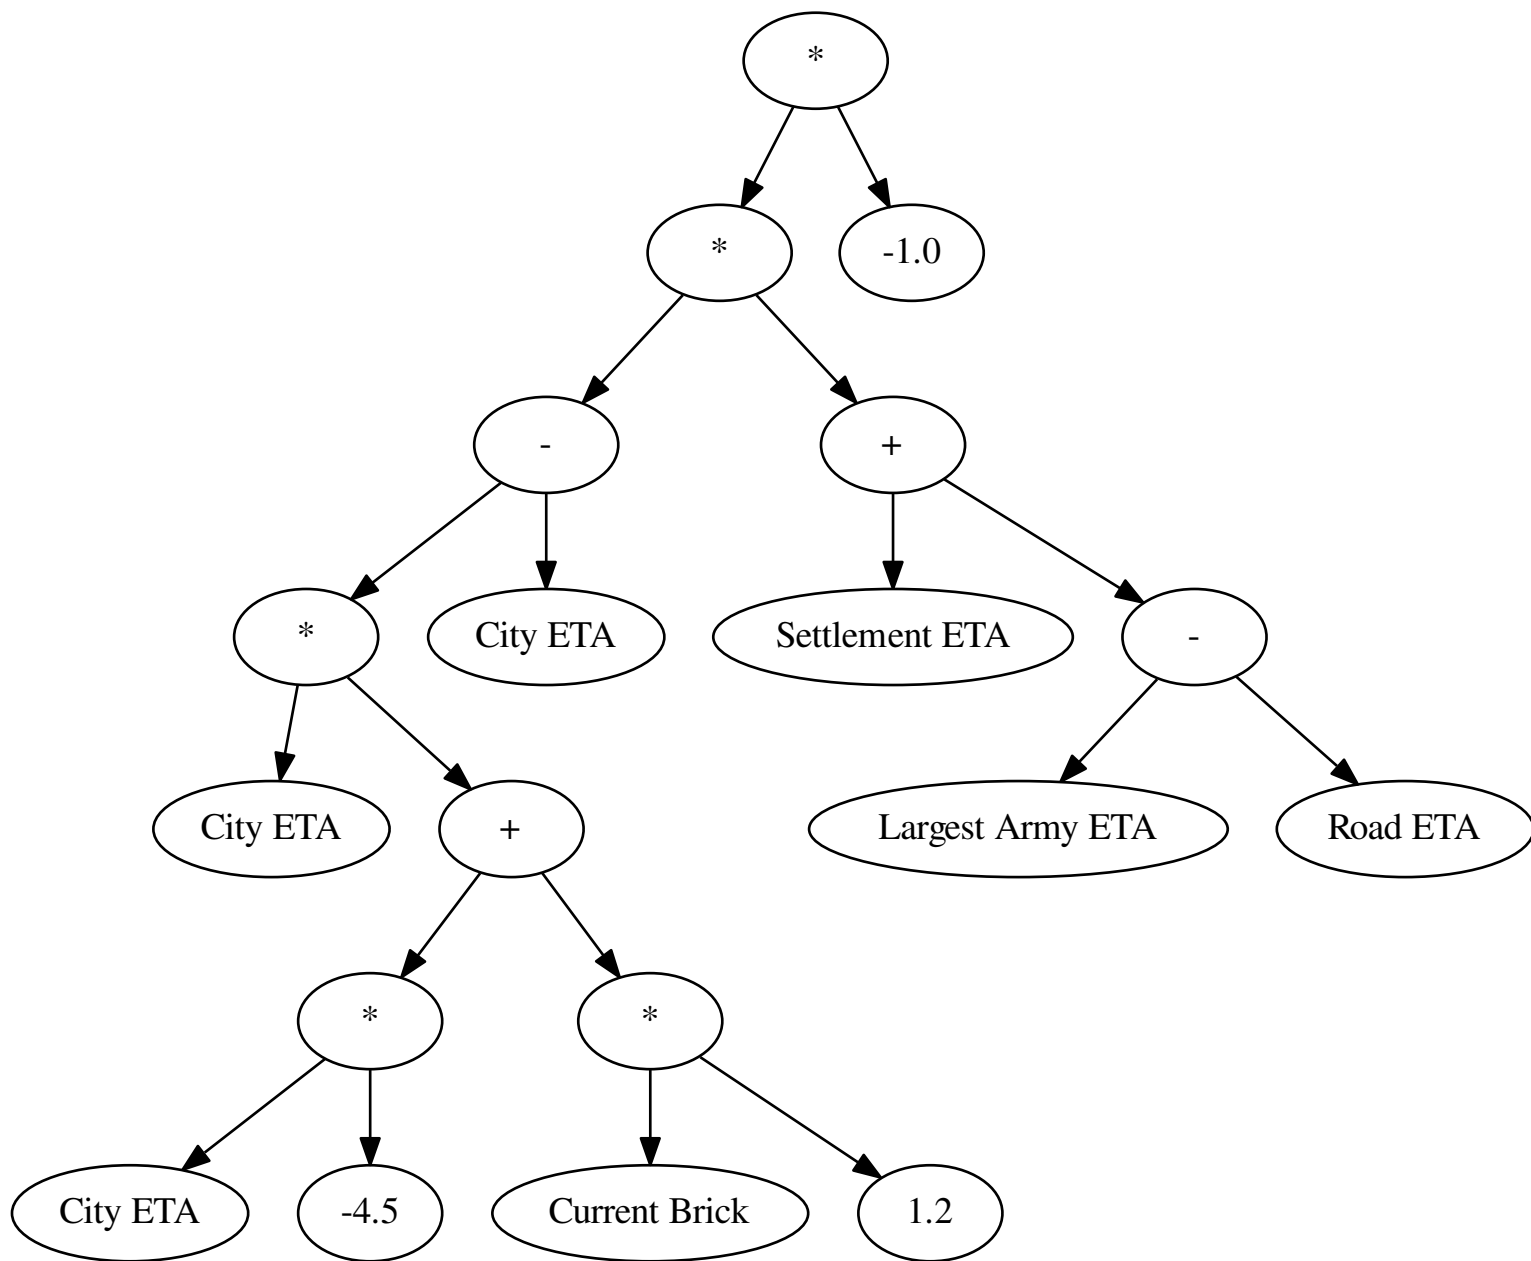 *
*
-1.0
-
+
*
City ETA
Settlement ETA
-
City ETA
+
Largest Army ETA
Road ETA
*
*
City ETA
-4.5
Current Brick
1.2